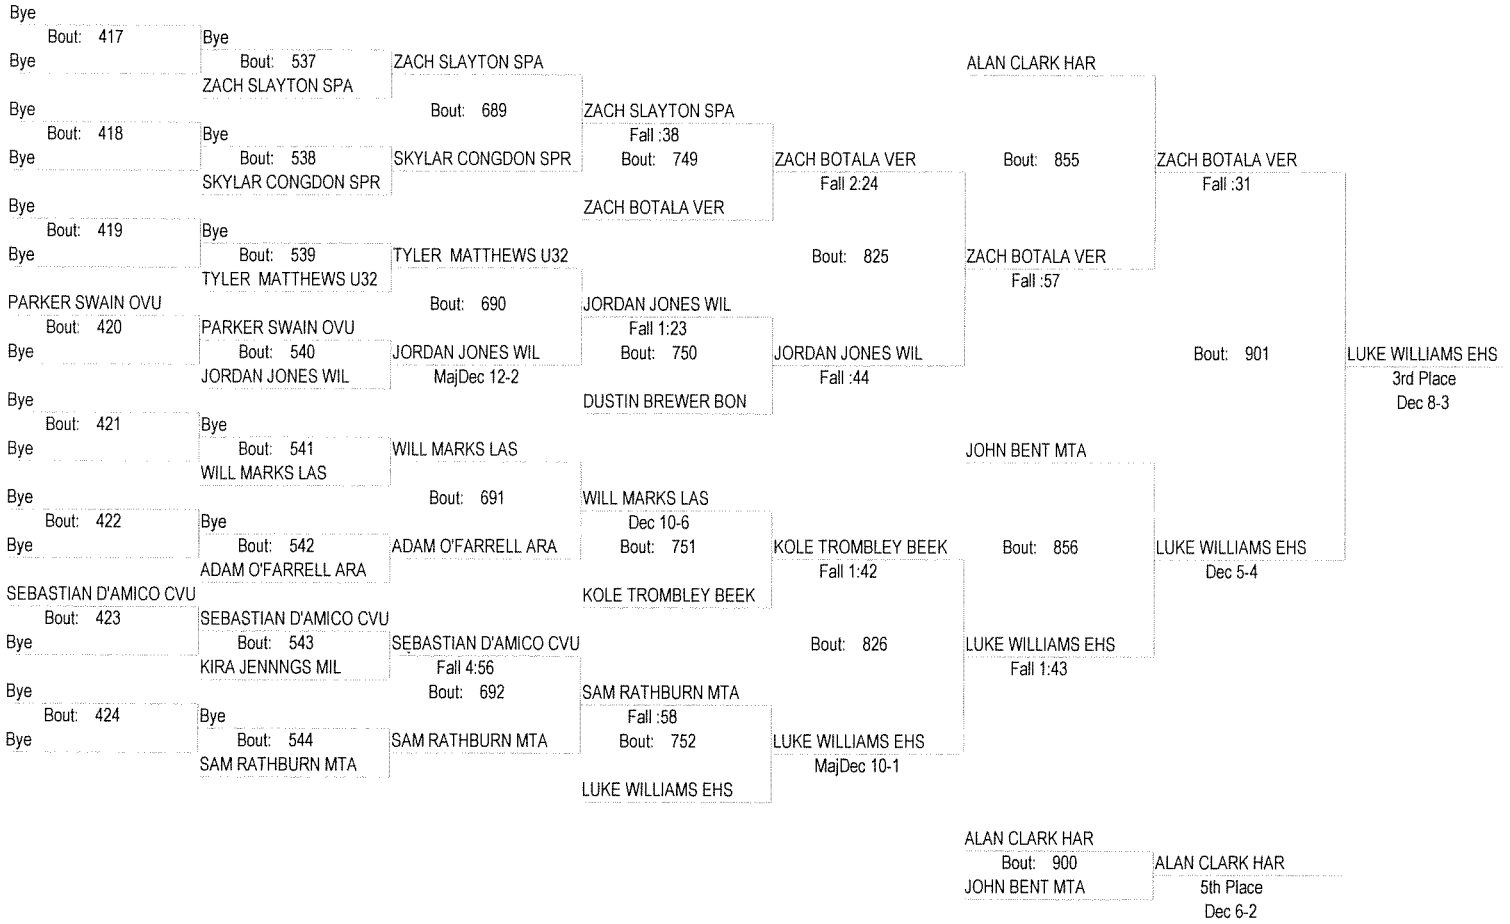 Bye
Bout: 417 Bye
Bye Bout: 537 ZACH SLAYTON SPA ALAN CLARK HAR
ZACH SLAYTON SPA
Bye Bout: 689 ZACH SLAYTON SPA
Bout: 418 Bye Fall :38
Bye Bout: 538 SKYLAR CONGDON SPR Bout: 749 ZACH BOTALA VER Bout: 855 ZACH BOTALA VER
SKYLAR CONGDON SPR Fall 2:24 Fall :31
Bye ZACH BOTALA VER
Bout: 419 Bye
Bye Bout: 539 TYLER MATTHEWS U32 Bout: 825 ZACH BOTALA VER
TYLER MATTHEWS U32 Fall :57
PARKER SWAIN OVU Bout: 690 JORDAN JONES WIL
Bout: 420 PARKER SWAIN OVU Fall 1:23
Bye Bout: 540 JORDAN JONES WIL Bout: 750 JORDAN JONES WIL Bout: 901 LUKE WILLIAMS EHS
JORDAN JONES WIL MajDec 12-2 Fall :44 3rd Place
Bye DUSTIN BREWER BON Dec 8-3
Bout: 421 Bye
Bye Bout: 541 WILL MARKS LAS JOHN BENT MTA
WILL MARKS LAS
Bye Bout: 691 WILL MARKS LAS
Bout: 422 Bye Dec 10-6
Bye Bout: 542 ADAM O'FARRELL ARA Bout: 751 KOLE TROMBLEY BEEK Bout: 856 LUKE WILLIAMS EHS
ADAM O'FARRELL ARA Fall 1:42 Dec 5-4
SEBASTIAN D'AMICO CVU KOLE TROMBLEY BEEK
Bout: 423 SEBASTIAN D'AMICO CVU
Bye Bout: 543 SEBASTIAN D'AMICO CVU Bout: 826 LUKE WILLIAMS EHS
KIRA JENNNGS MIL Fall 4:56 Fall 1:43
Bye Bout: 692 SAM RATHBURN MTA
Bout: 424 Bye Fall :58
Bye Bout: 544 SAM RATHBURN MTA Bout: 752 LUKE WILLIAMS EHS
SAM RATHBURN MTA MajDec 10-1
LUKE WILLIAMS EHS
ALAN CLARK HAR
Bout: 900 ALAN CLARK HAR
JOHN BENT MTA 5th Place
Dec 6-2